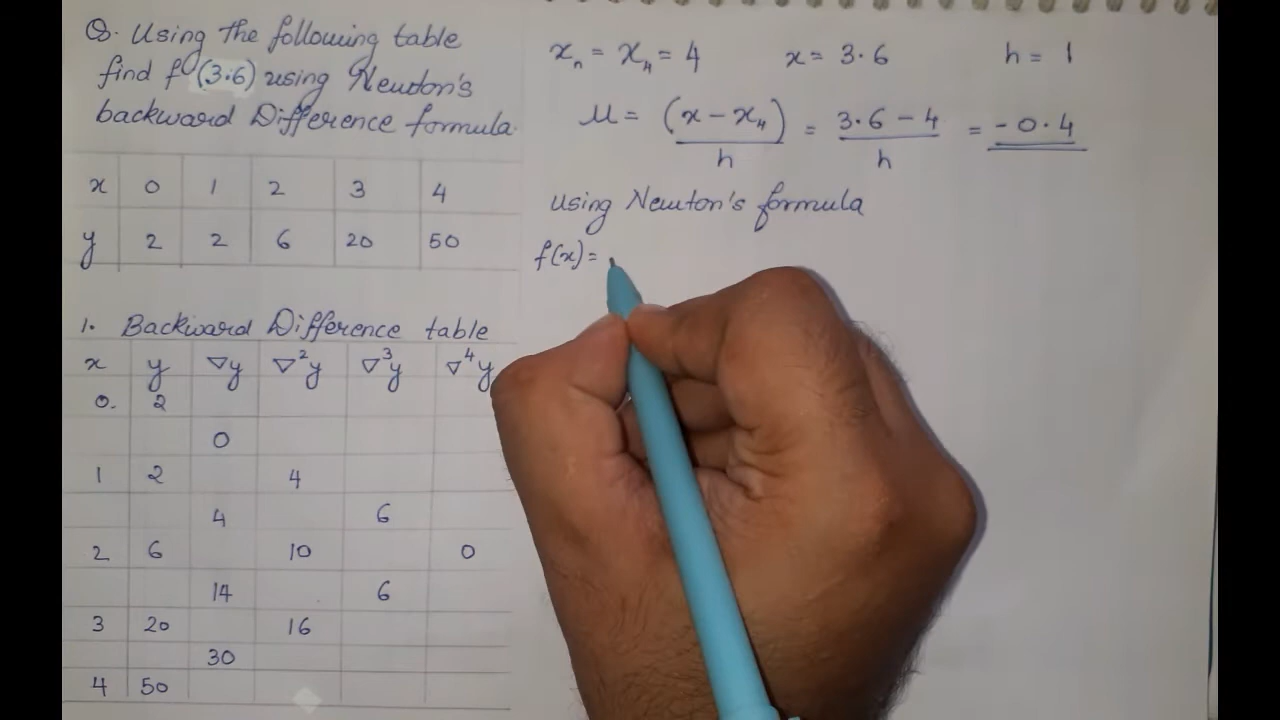 Q. Using the following table
find f (3.6) using Newton's
backward Difference formula.
x 0 1 2 3 4
y 2 2 6 20 50
1. Backward Difference table
x y ∇y ∇²y ∇³y ∇⁴y
0. 2
0
1 2 4
4 6
2 6 10 0
14 6
3 20 16
30
4 50
xₙ = x₄ = 4 x = 3.6 h = 1
u = (x - x₄) / h = 3.6 - 4 / h = - 0.4
using Newton's formula
f(x) =